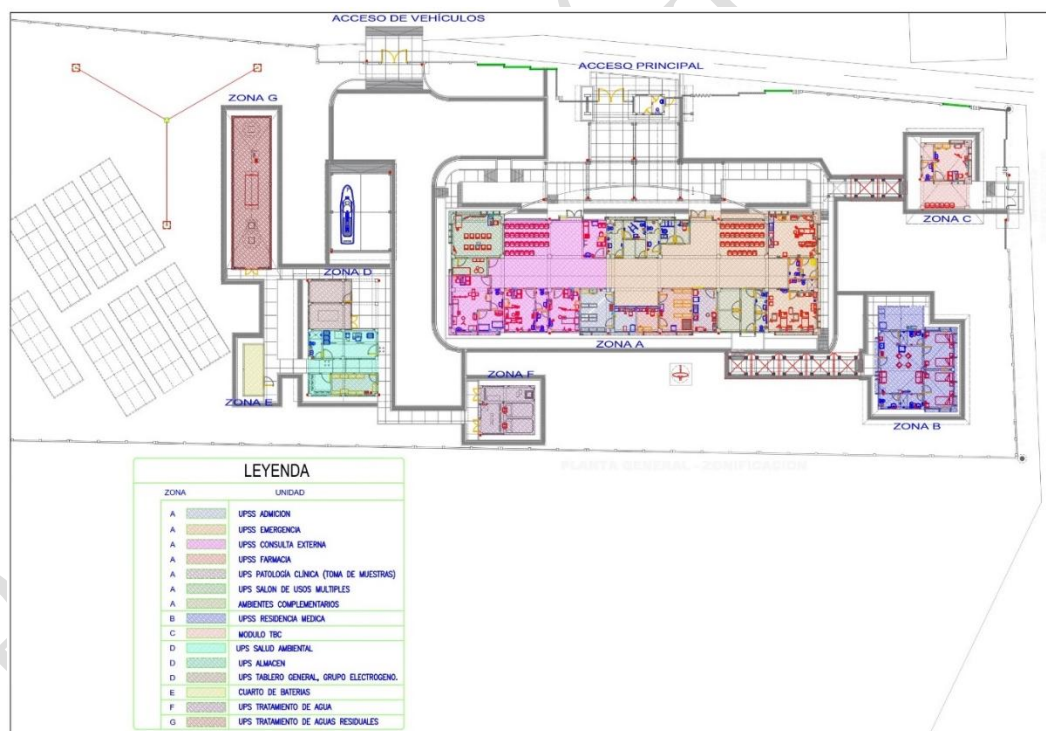 ACCESO DE VEHÍCULOS
ACCESO PRINCIPAL
ZONA G
ZONA C
ZONA D
ZONA A
ZONA F
ZONA E
ZONA B
PLANTA GENERAL - ZONIFICACION
LEYENDA
ZONA UNIDAD
A UPSS ADMICION
A UPSS EMERGENCIA
A UPSS CONSULTA EXTERNA
A UPSS FARMACIA
A UPS PATOLOGÍA CLÍNICA (TOMA DE MUESTRAS)
A UPS SALON DE USOS MULTIPLES
A AMBIENTES COMPLEMENTARIOS
B UPSS RESIDENCIA MEDICA
C MODULO TBC
D UPS SALUD AMBIENTAL
D UPS ALMACEN
D UPS TABLERO GENERAL, GRUPO ELECTROGENO.
E CUARTO DE BATERIAS
F UPS TRATAMIENTO DE AGUA
G UPS TRATAMIENTO DE AGUAS RESIDUALES